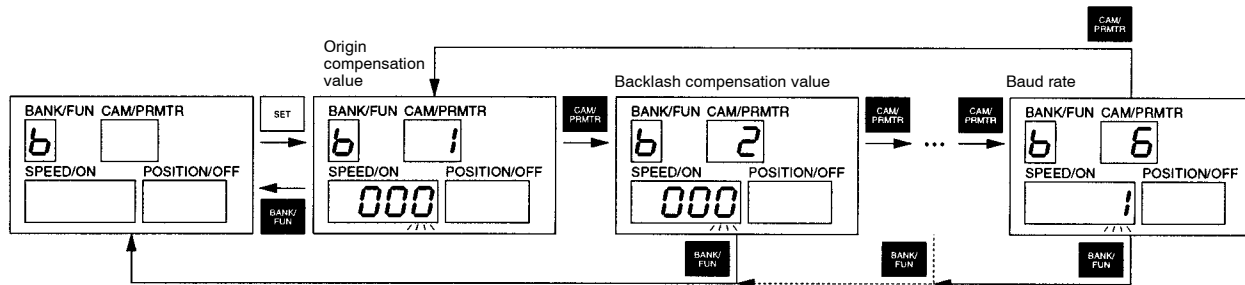 CAM/
PRMTR
Origin
compensation
value
Backlash compensation value
Baud rate
BANK/FUN CAM/PRMTR
b
SPEED/ON POSITION/OFF
SET
BANK/
FUN
BANK/FUN CAM/PRMTR
b 1
SPEED/ON POSITION/OFF
000
CAM/
PRMTR
BANK/FUN CAM/PRMTR
b 2
SPEED/ON POSITION/OFF
000
CAM/
PRMTR
...
CAM/
PRMTR
BANK/FUN CAM/PRMTR
b 6
SPEED/ON POSITION/OFF
1
BANK/
FUN
BANK/
FUN
BANK/
FUN